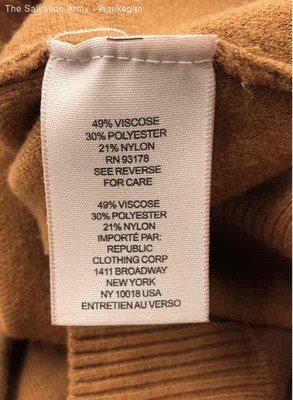 The Salvation Army - Waukegan
49% VISCOSE
30% POLYESTER
21% NYLON
RN 93178
SEE REVERSE
FOR CARE
49% VISCOSE
30% POLYESTER
21% NYLON
IMPORTÉ PAR:
REPUBLIC
CLOTHING CORP
1411 BROADWAY
NEW YORK
NY 10018 USA
ENTRETIEN AU VERSO